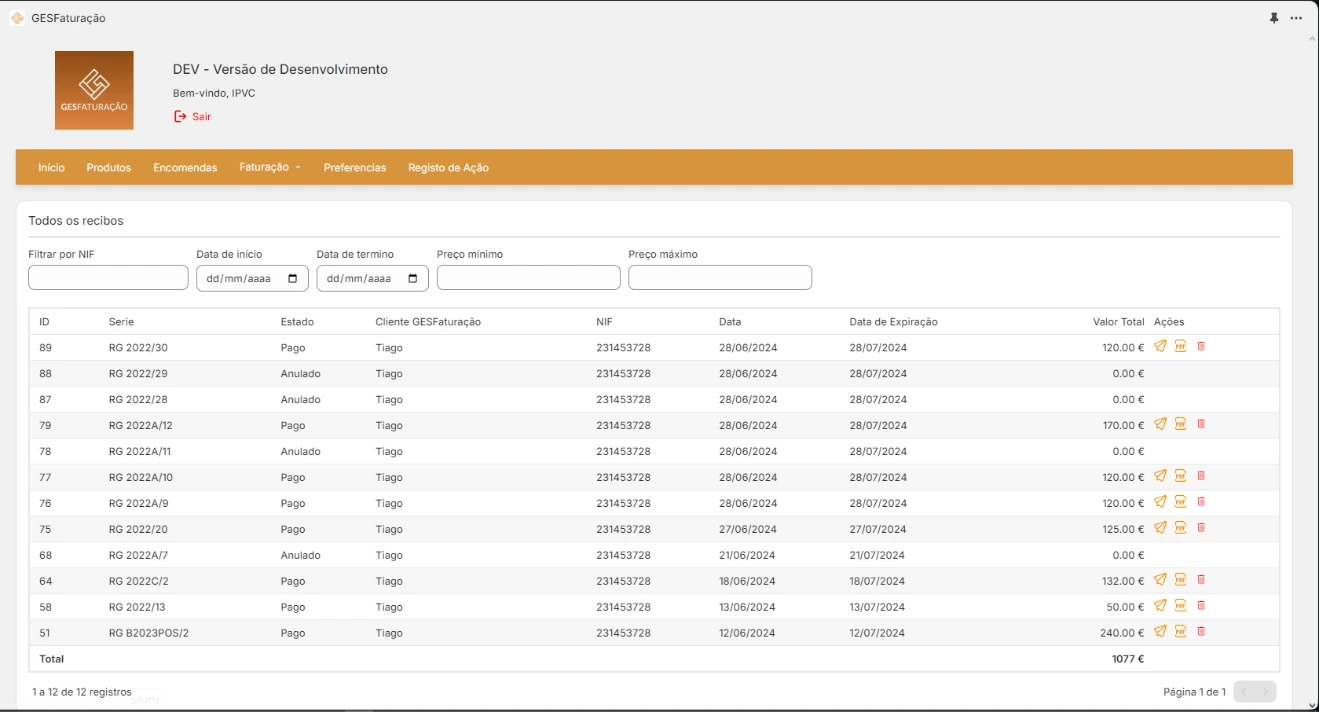 GESFaturação
GESFATURAÇÃO
DEV - Versão de Desenvolvimento
Bem-vindo, IPVC
Sair
Início Produtos Encomendas Faturação Preferencias Registo de Ação
Todos os recibos
Filtrar por NIF Data de início Data de termino Preço mínimo Preço máximo
dd/mm/aaaa dd/mm/aaaa
ID Serie Estado Cliente GESFaturação NIF Data Data de Expiração Valor Total Ações
89 RG 2022/30 Pago Tiago 231453728 28/06/2024 28/07/2024 120.00 € PDF
88 RG 2022/29 Anulado Tiago 231453728 28/06/2024 28/07/2024 0.00 €
87 RG 2022/28 Anulado Tiago 231453728 28/06/2024 28/07/2024 0.00 €
79 RG 2022A/12 Pago Tiago 231453728 28/06/2024 28/07/2024 170.00 € PDF
78 RG 2022A/11 Anulado Tiago 231453728 28/06/2024 28/07/2024 0.00 €
77 RG 2022A/10 Pago Tiago 231453728 28/06/2024 28/07/2024 120.00 € PDF
76 RG 2022A/9 Pago Tiago 231453728 28/06/2024 28/07/2024 120.00 € PDF
75 RG 2022/20 Pago Tiago 231453728 27/06/2024 27/07/2024 125.00 € PDF
68 RG 2022A/7 Anulado Tiago 231453728 21/06/2024 21/07/2024 0.00 €
64 RG 2022C/2 Pago Tiago 231453728 18/06/2024 18/07/2024 132.00 € PDF
58 RG 2022/13 Pago Tiago 231453728 13/06/2024 13/07/2024 50.00 € PDF
51 RG B2023POS/2 Pago Tiago 231453728 12/06/2024 12/07/2024 240.00 € PDF
Total 1077 €
1 a 12 de 12 registros Página 1 de 1